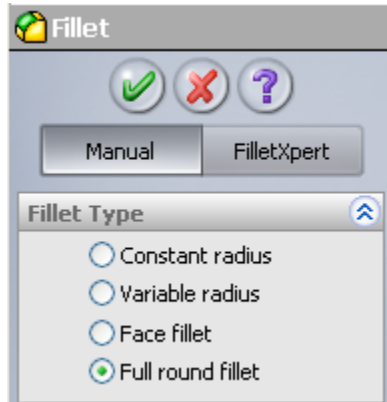 Fillet
?
Manual FilletXpert
Fillet Type
Constant radius
Variable radius
Face fillet
Full round fillet